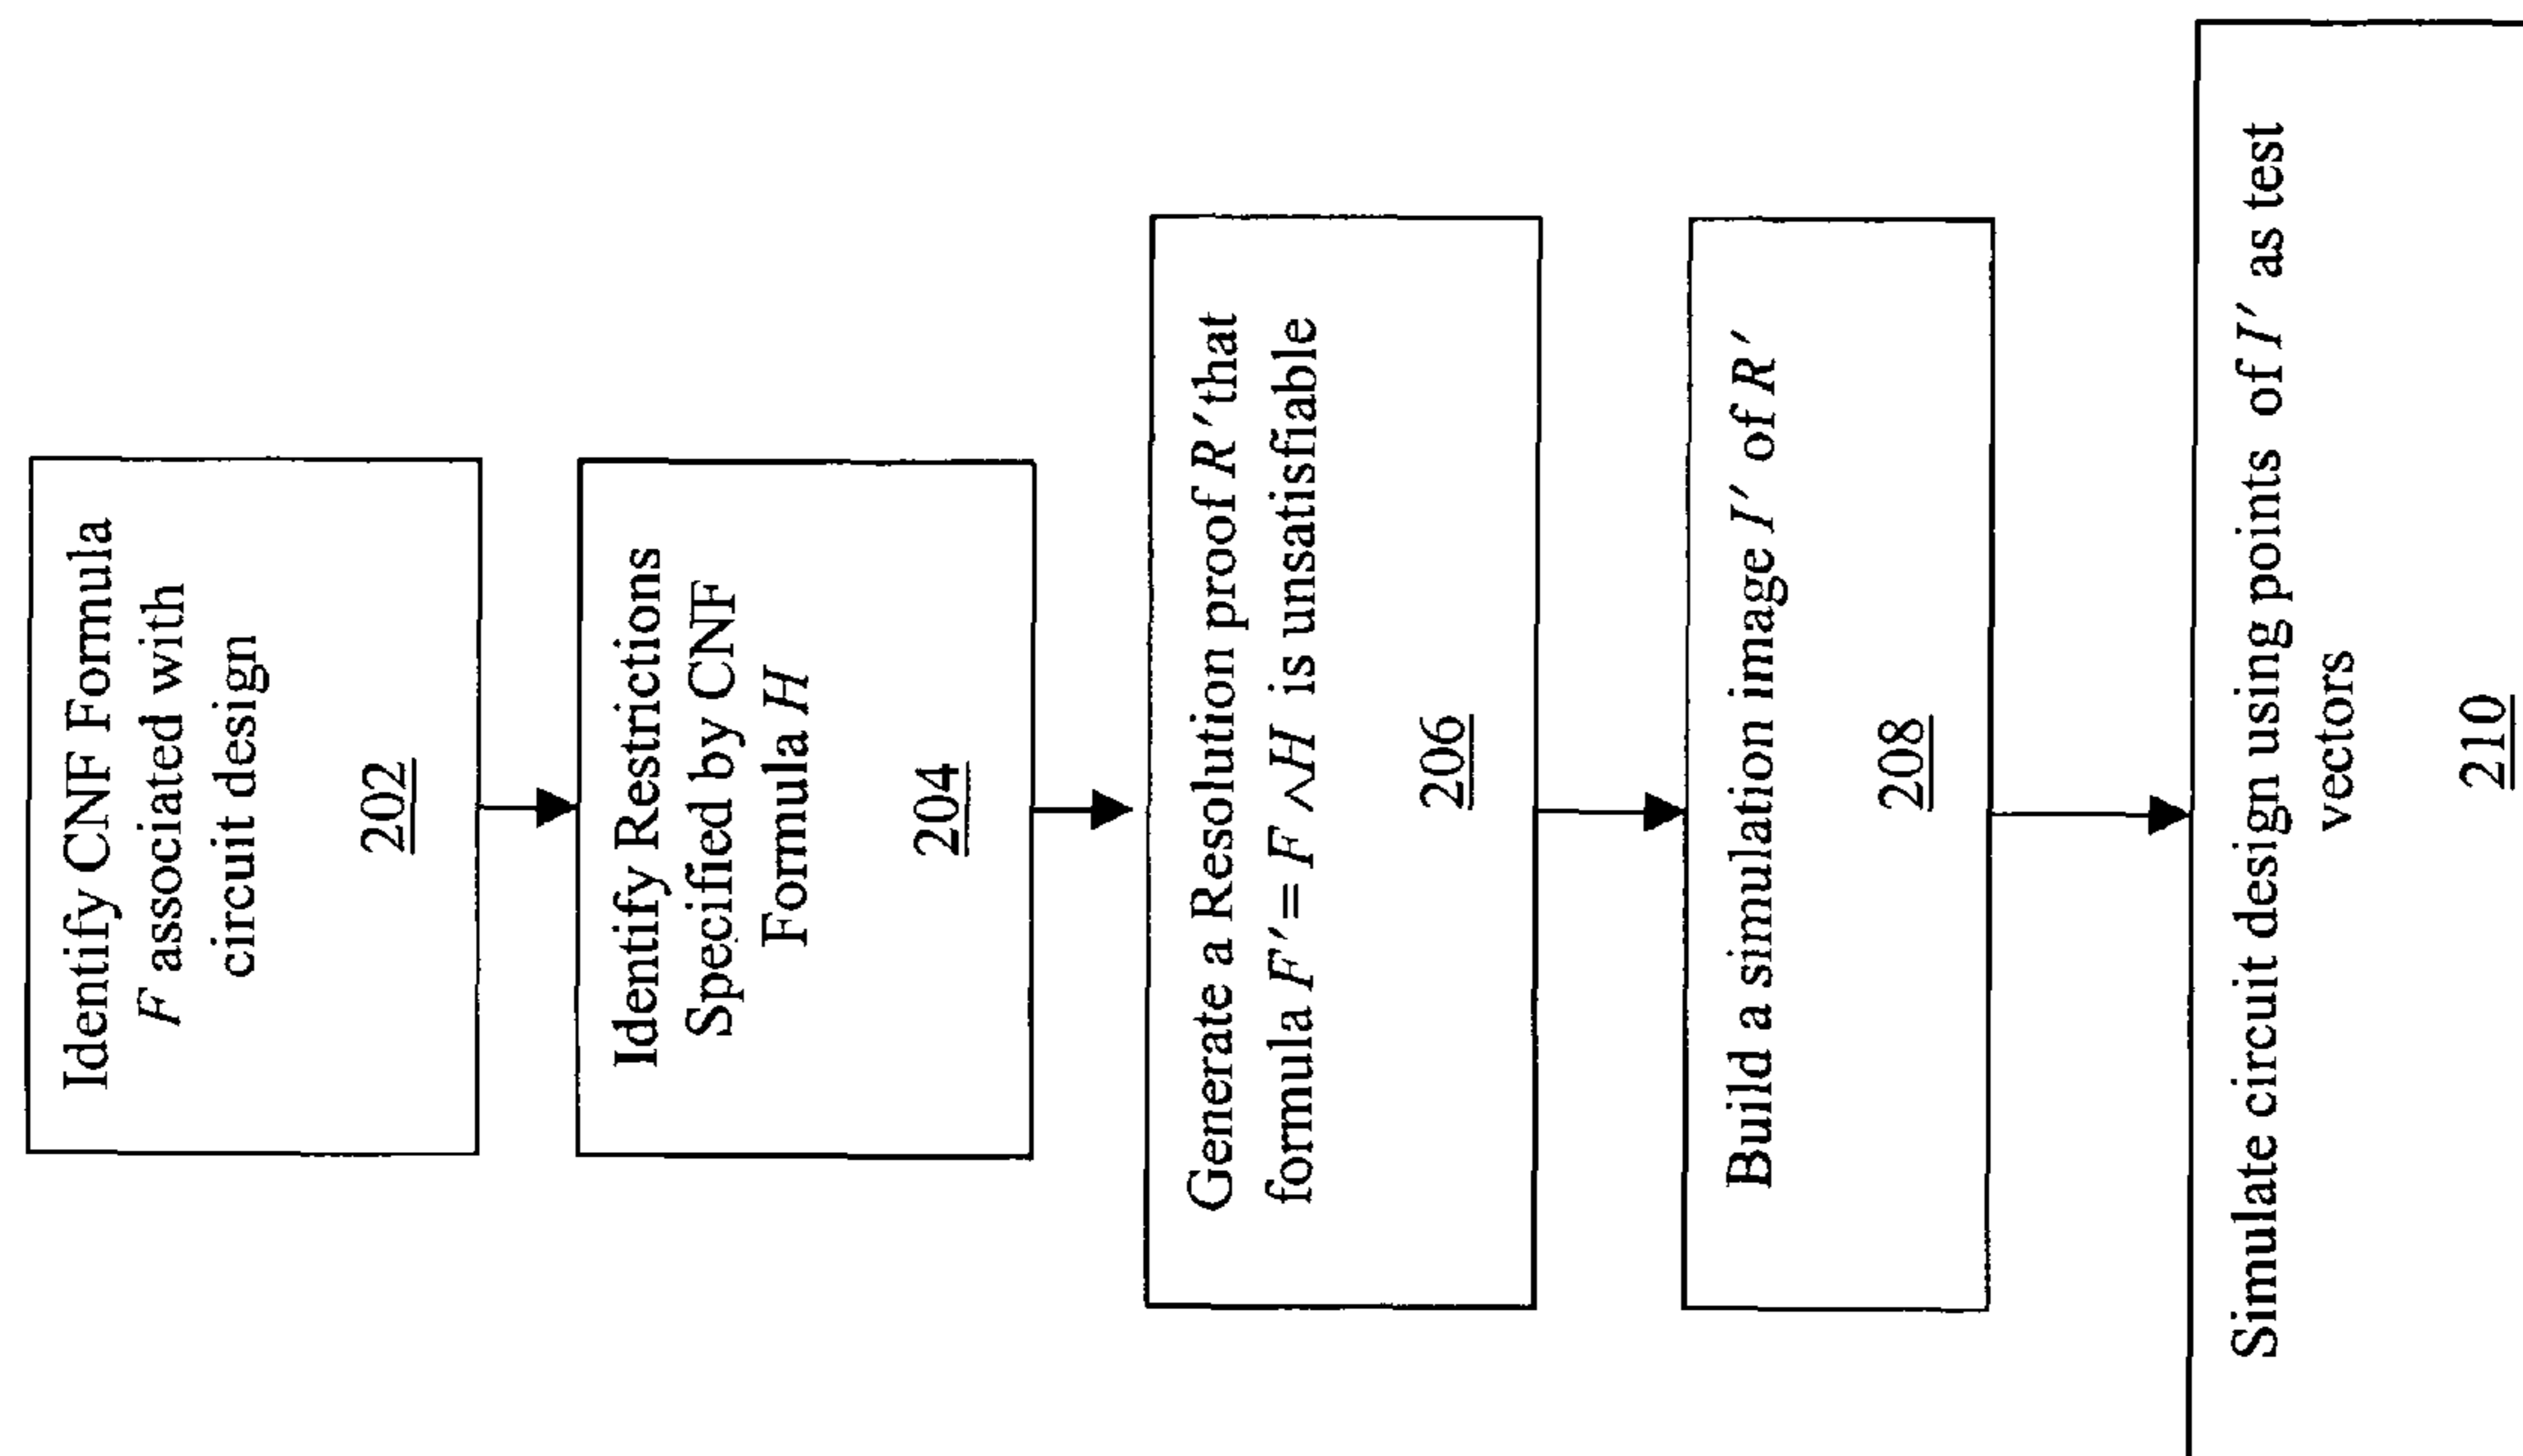 Identify CNF Formula
F associated with
circuit design
202
Identify Restrictions
Specified by CNF
Formula H
204
Generate a Resolution proof R′ that
formula F′ = F ∧ H is unsatisfiable
206
Build a simulation image I′ of R′
208
Simulate circuit design using points of I′ as test
vectors
210